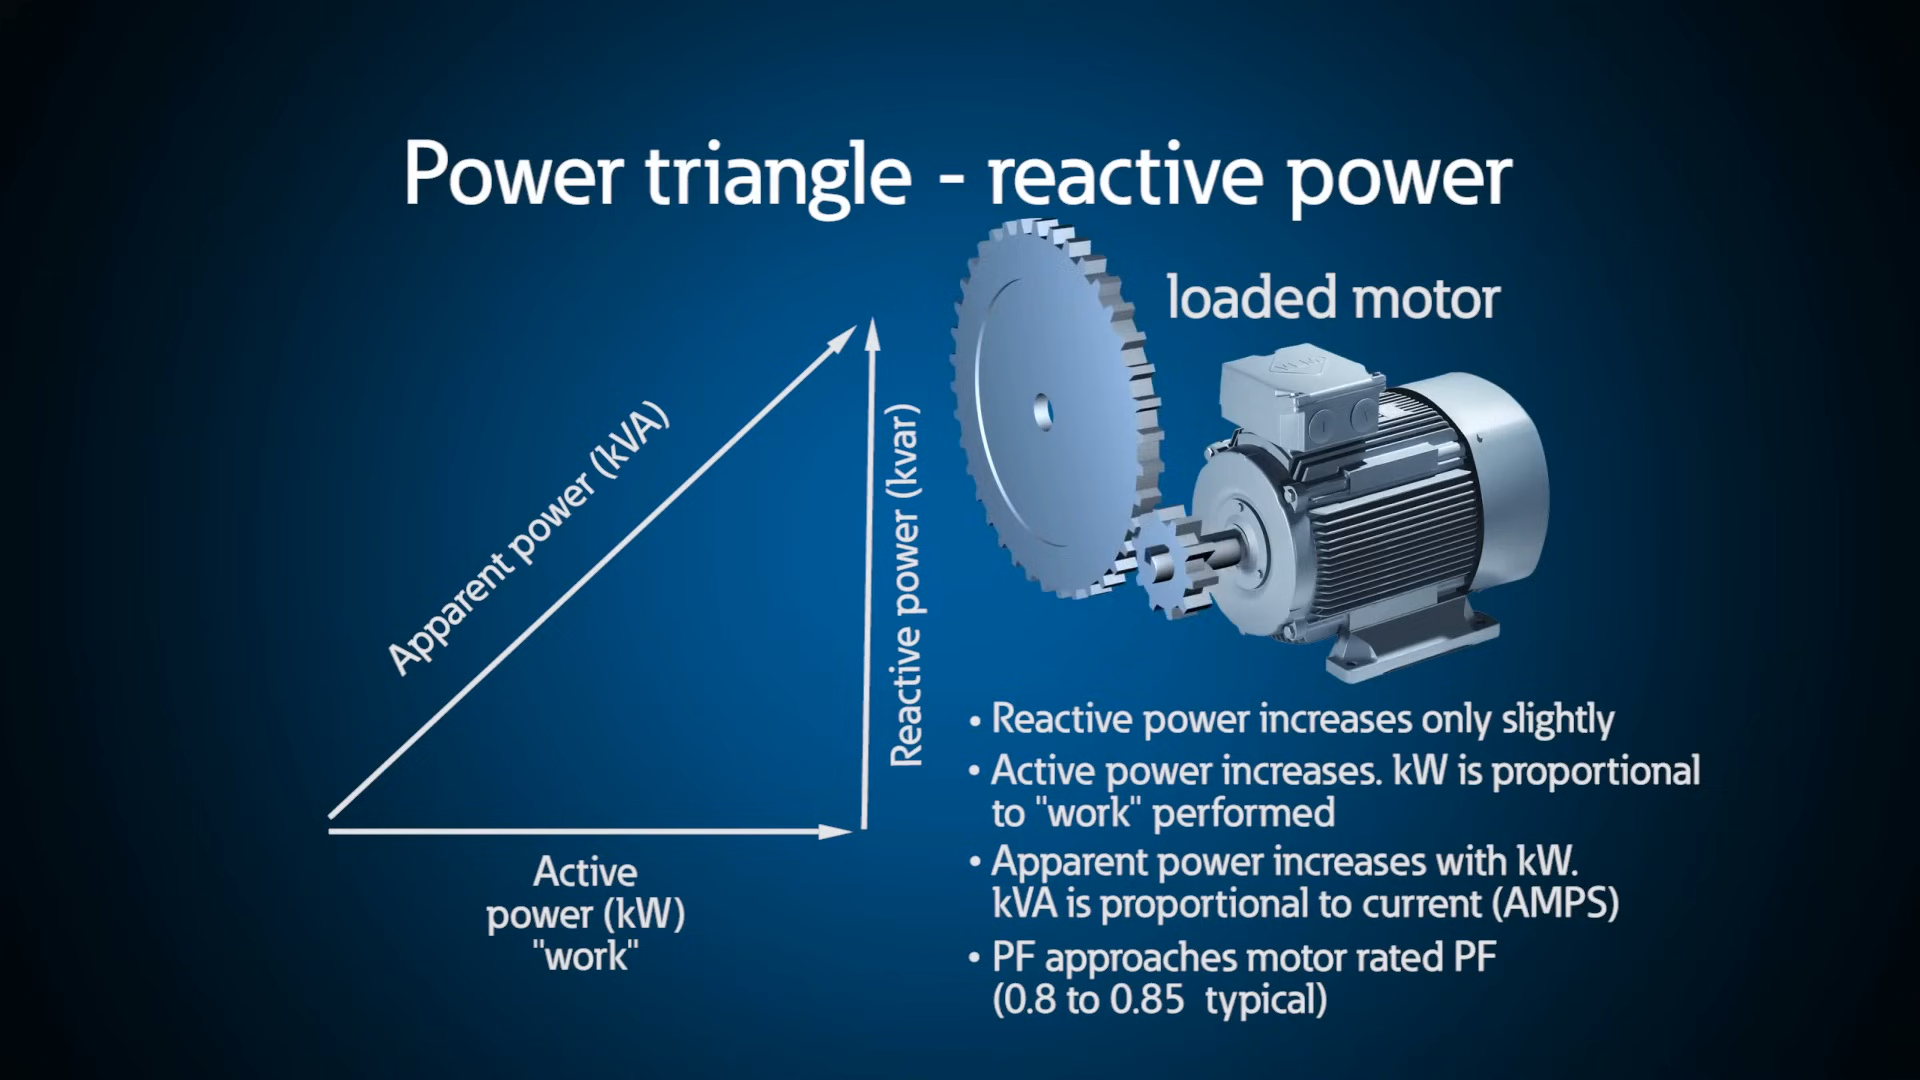 Power triangle - reactive power
loaded motor
Apparent power (kVA)
Reactive power (kvar)
Active
power (kW)
"work"
• Reactive power increases only slightly
• Active power increases. kW is proportional
to "work" performed
• Apparent power increases with kW.
kVA is proportional to current (AMPS)
• PF approaches motor rated PF
(0.8 to 0.85 typical)